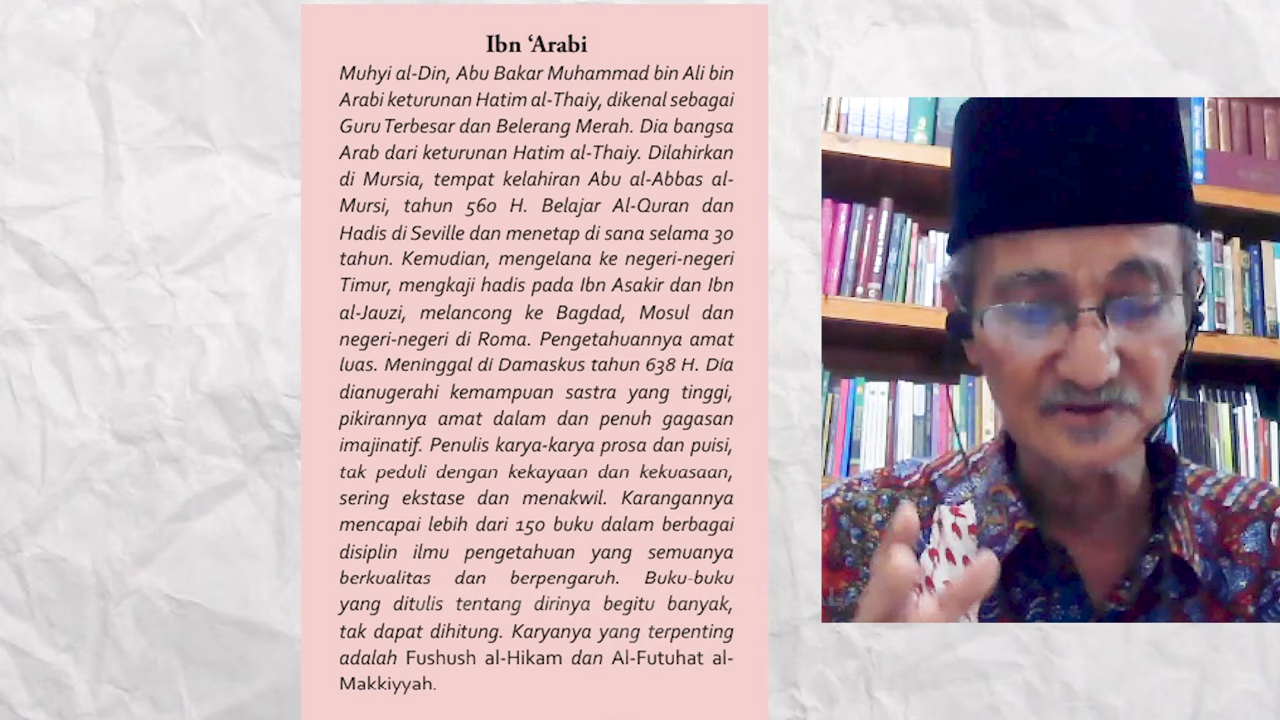 Ibn ‘Arabi
Muhyi al-Din, Abu Bakar Muhammad bin Ali bin
Arabi keturunan Hatim al-Thaiy, dikenal sebagai
Guru Terbesar dan Belerang Merah. Dia bangsa
Arab dari keturunan Hatim al-Thaiy. Dilahirkan
di Mursia, tempat kelahiran Abu al-Abbas al-
Mursi, tahun 560 H. Belajar Al-Quran dan
Hadis di Seville dan menetap di sana selama 30
tahun. Kemudian, mengelana ke negeri-negeri
Timur, mengkaji hadis pada Ibn Asakir dan Ibn
al-Jauzi, melancong ke Bagdad, Mosul dan
negeri-negeri di Roma. Pengetahuannya amat
luas. Meninggal di Damaskus tahun 638 H. Dia
dianugerahi kemampuan sastra yang tinggi,
pikirannya amat dalam dan penuh gagasan
imajinatif. Penulis karya-karya prosa dan puisi,
tak peduli dengan kekayaan dan kekuasaan,
sering ekstase dan menakwil. Karangannya
mencapai lebih dari 150 buku dalam berbagai
disiplin ilmu pengetahuan yang semuanya
berkualitas dan berpengaruh. Buku-buku
yang ditulis tentang dirinya begitu banyak,
tak dapat dihitung. Karyanya yang terpenting
adalah Fushush al-Hikam dan Al-Futuhat al-
Makkiyyah.